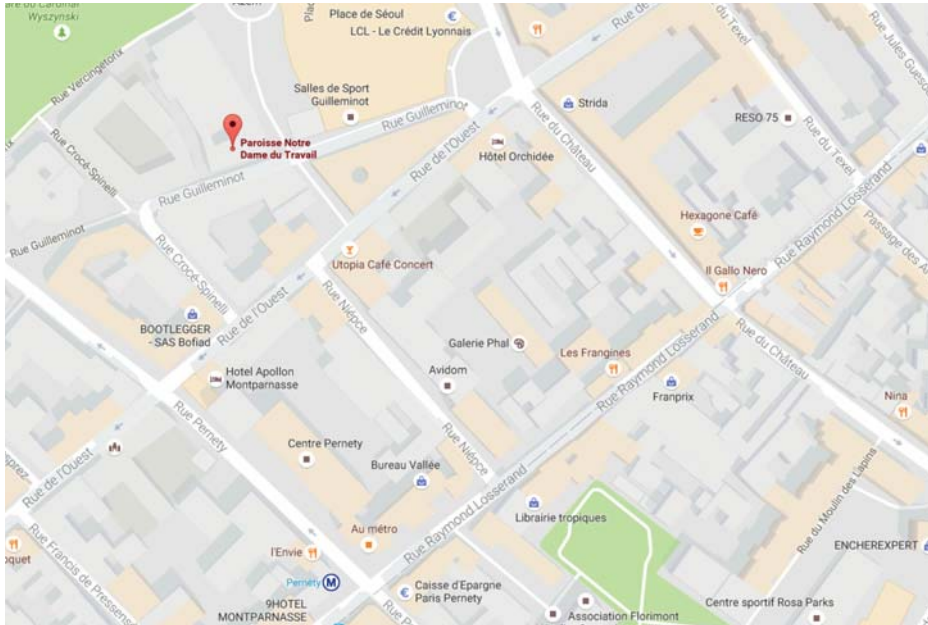 Wyszynski
Place de Séoul
LCL - Le Crédit Lyonnais
Rue Vercingétorix
Salles de Sport
Guilleminot
Rue du Texel
Rue Jules Guesde
Strida
RESO 75
Paroisse Notre
Dame du Travail
Rue Guilleminot
Rue de l'Ouest
Rue du Château
Rue du Texel
Hôtel Orchidée
Rue Crocé-Spinelli
Rue Guilleminot
Rue Guilleminot
Hexagone Café
Rue Raymond Losserand
Passage des
Utopia Café Concert
Il Gallo Nero
Rue Crocé-Spinelli
Rue Niépce
BOOTLEGGER
- SAS Bofiad
Rue de l'Ouest
Galerie Phal
Les Frangines
Rue Raymond Losserand
Rue du Château
Hotel Apollon
Montparnasse
Avidom
Franprix
Nina
Rue Pernety
Centre Pernety
Rue Niépce
Bureau Vallée
Rue de l'Ouest
Rue du Moulin des Lapins
Librairie tropiques
Au métro
Rue Raymond Losserand
l'Envie
ENCHEREXPERT
Rue Francis de Pressens
Pernéty
M
9HOTEL
MONTPARNASSE
Caisse d'Epargne
Paris Pernety
Association Florimont
Centre sportif Rosa Parks